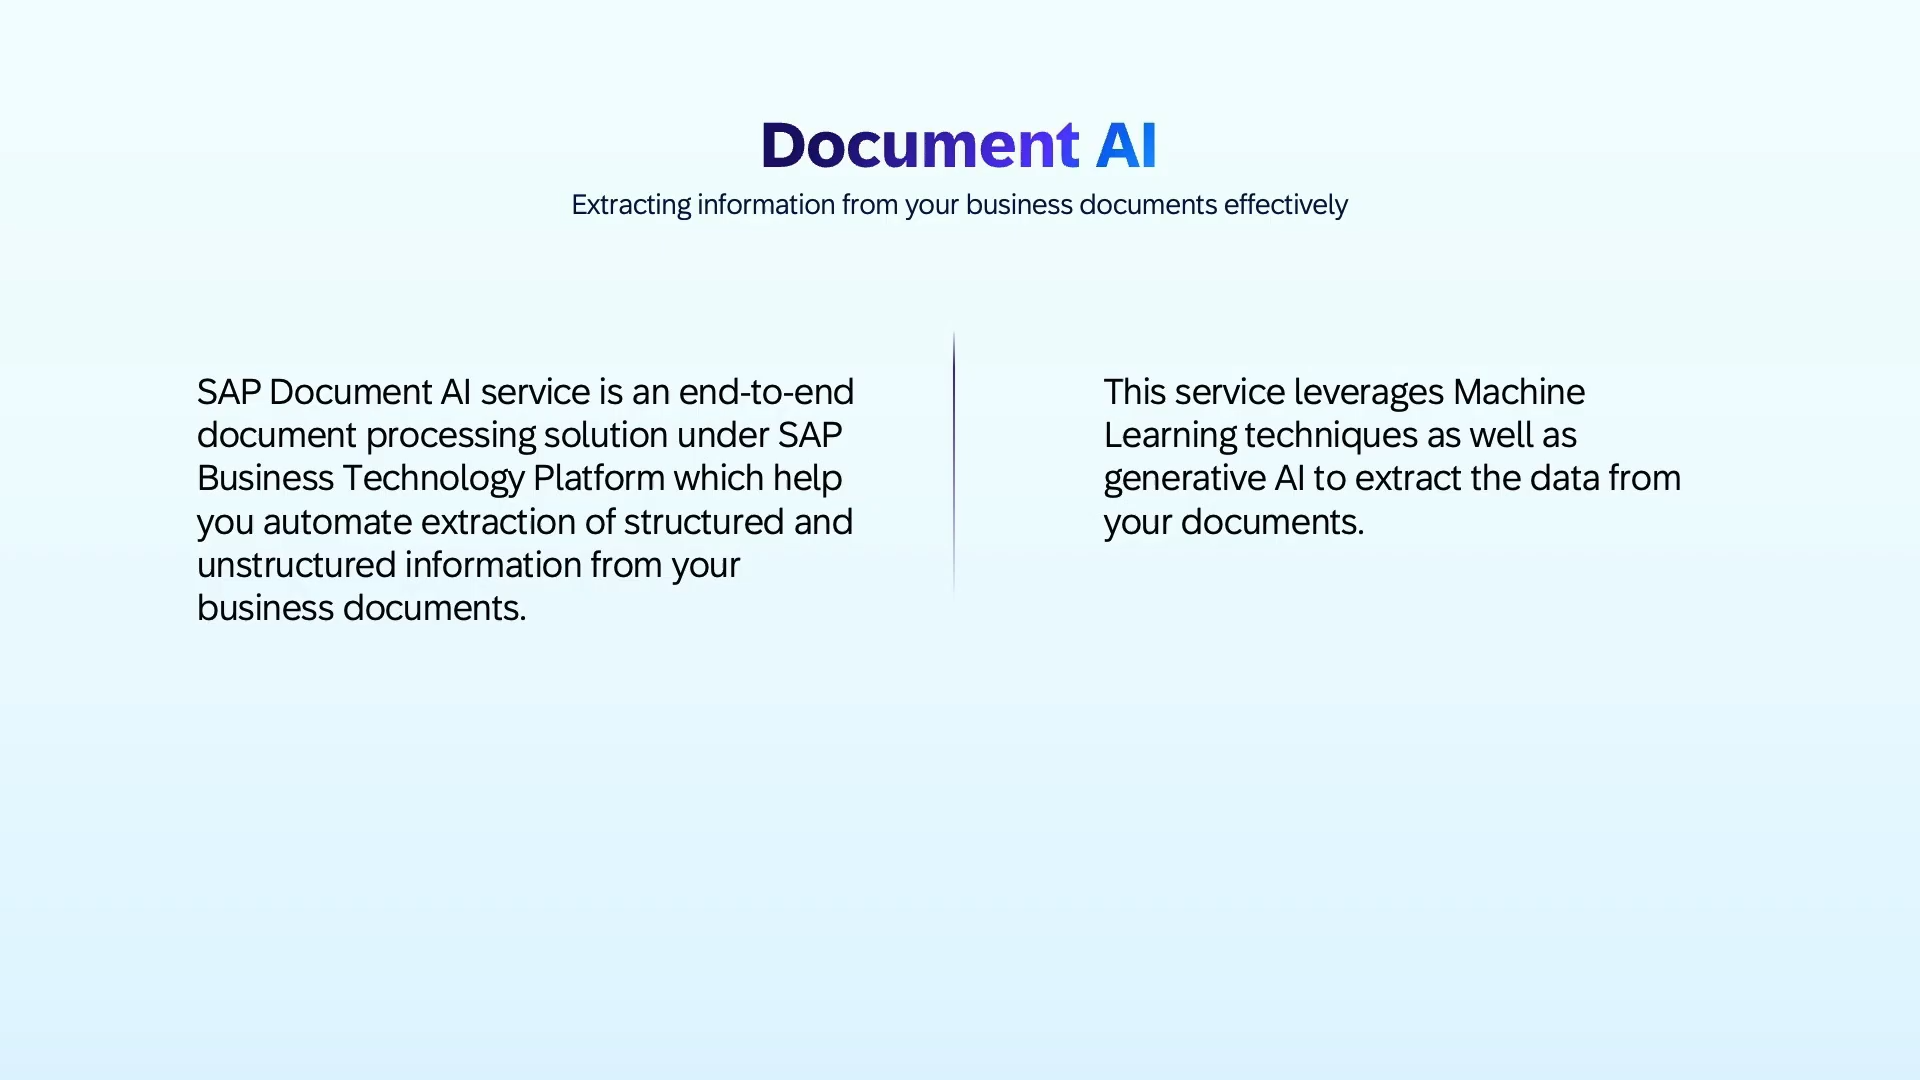 Document AI
Extracting information from your business documents effectively
SAP Document AI service is an end-to-end
document processing solution under SAP
Business Technology Platform which help
you automate extraction of structured and
unstructured information from your
business documents.
This service leverages Machine
Learning techniques as well as
generative AI to extract the data from
your documents.